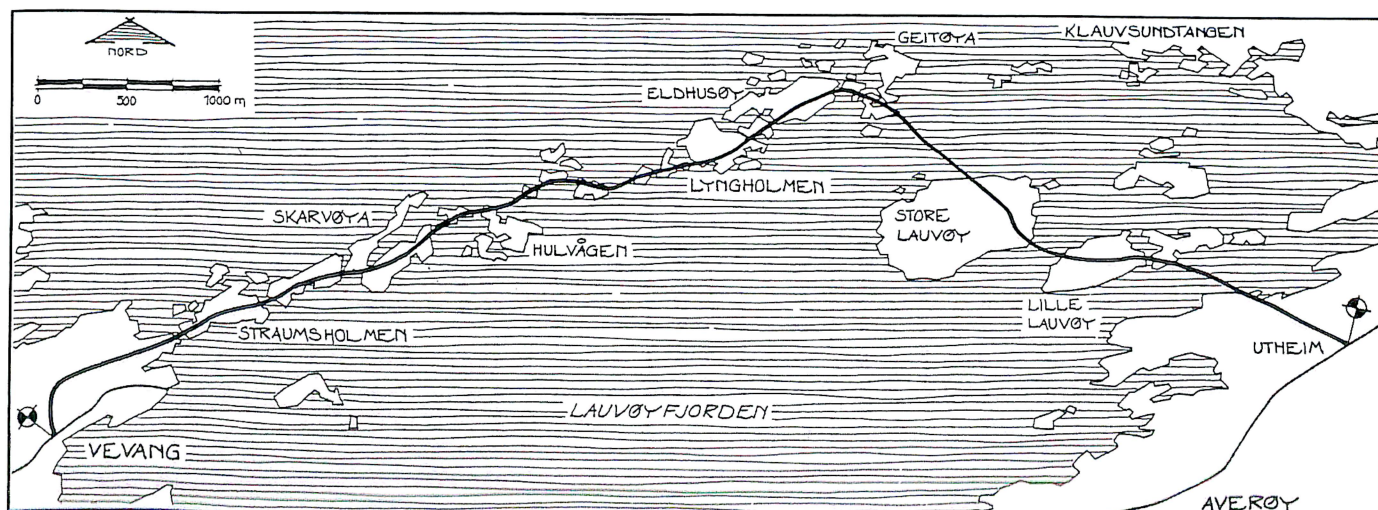 NORD
0 500 1000 m
GEITØYA
KLAUVSUNDTANGEN
ELDHUSØY
LYNGHOLMEN
SKARVØYA
HULVÅGEN
STORE
LAUVØY
STRAUMSHOLMEN
LILLE
LAUVØY
UTHEIM
LAUVØYFJORDEN
VEVANG
AVERØY